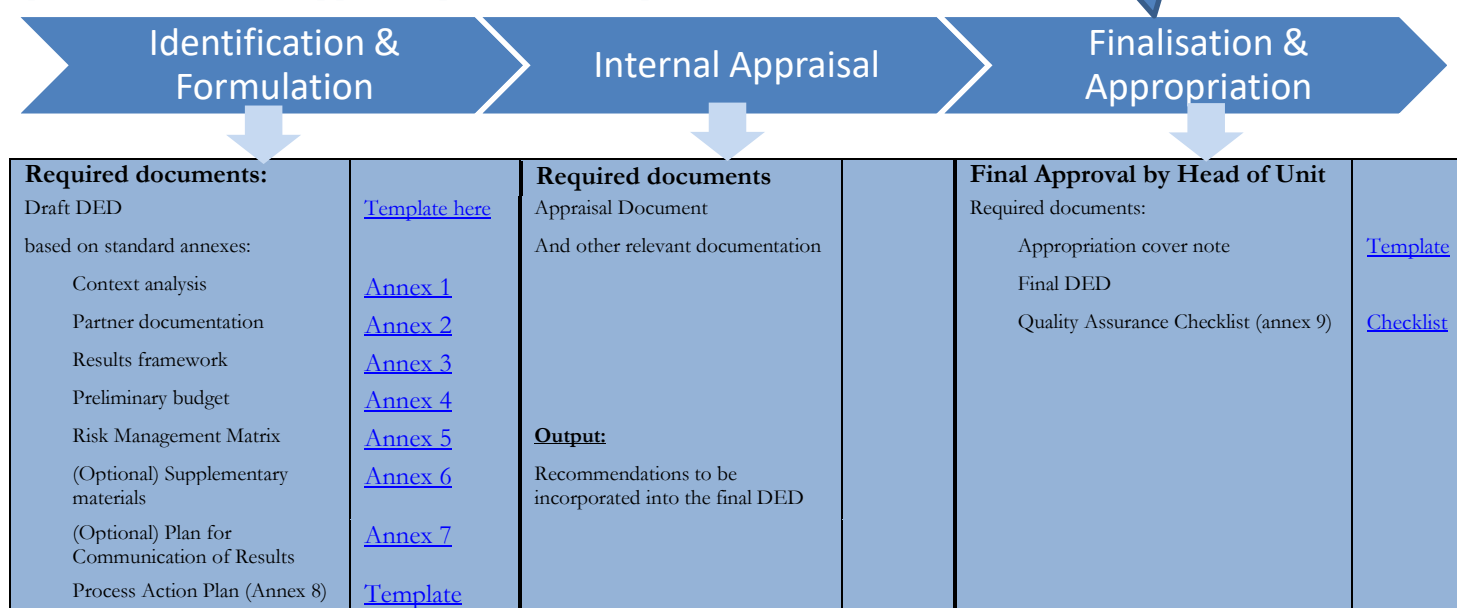 Identification &
Formulation
Internal Appraisal
Finalisation &
Appropriation
Required documents:
Draft DED
Template here
based on standard annexes:
Context analysis
Annex 1
Partner documentation
Annex 2
Results framework
Annex 3
Preliminary budget
Annex 4
Risk Management Matrix
Annex 5
(Optional) Supplementary
materials
Annex 6
(Optional) Plan for
Communication of Results
Annex 7
Process Action Plan (Annex 8)
Template
Required documents
Appraisal Document
And other relevant documentation
Output:
Recommendations to be
incorporated into the final DED
Final Approval by Head of Unit
Required documents:
Appropriation cover note
Template
Final DED
Quality Assurance Checklist (annex 9)
Checklist